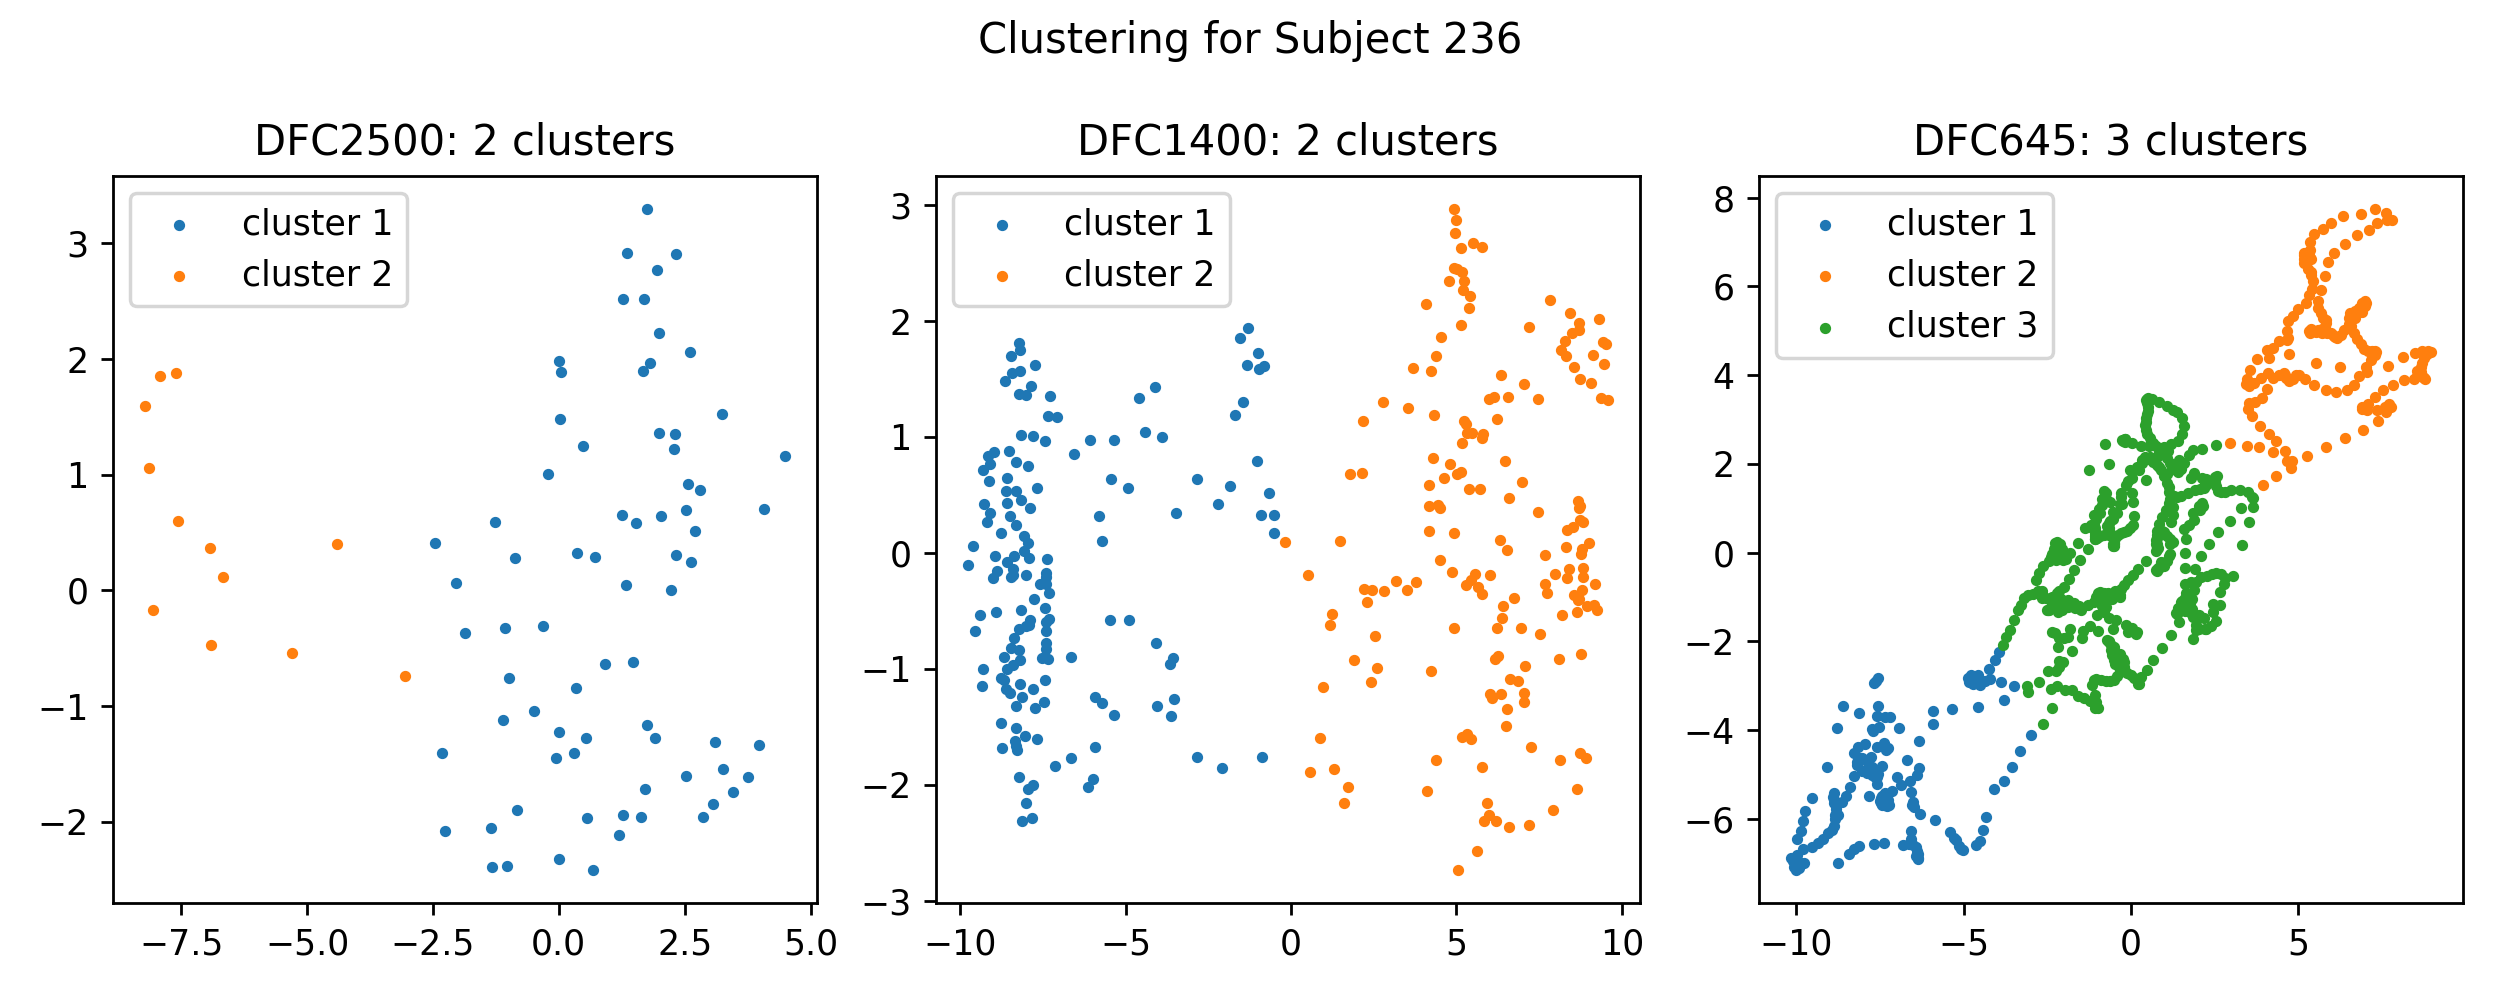 Clustering for Subject 236
DFC2500: 2 clusters
cluster 1
cluster 2
3
2
1
0
−1
−2
−7.5 −5.0 −2.5 0.0 2.5 5.0
DFC1400: 2 clusters
cluster 1
cluster 2
3
2
1
0
−1
−2
−3
−10 −5 0 5 10
DFC645: 3 clusters
cluster 1
cluster 2
cluster 3
8
6
4
2
0
−2
−4
−6
−10 −5 0 5